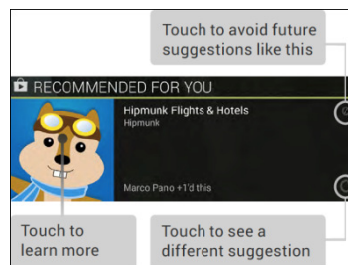 Touch to avoid future
suggestions like this
RECOMMENDED FOR YOU
Hipmunk Flights & Hotels
Hipmunk
Marco Pano +1'd this
Touch to
learn more
Touch to see a
different suggestion